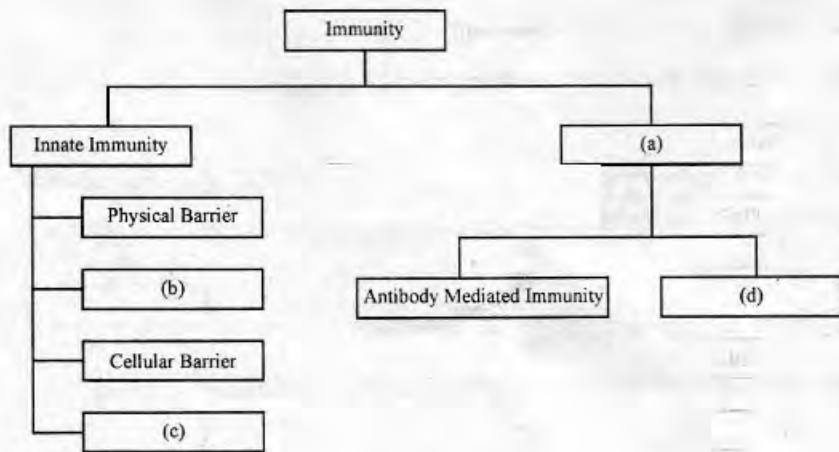 Immunity
Innate Immunity
(a)
Physical Barrier
(b)
Antibody Mediated Immunity
(d)
Cellular Barrier
(c)